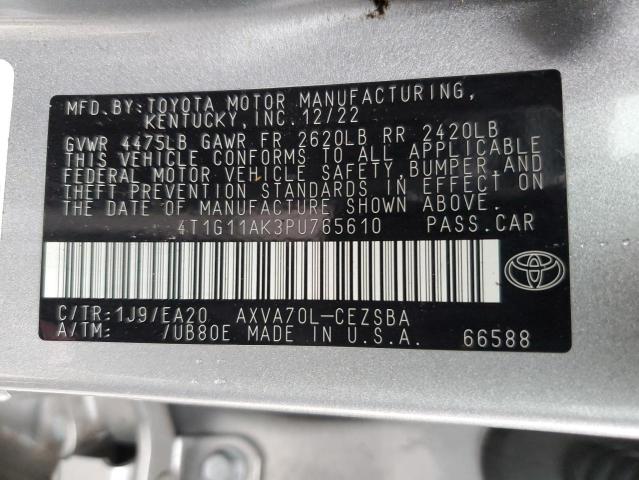 MFD.BY:TOYOTA MOTOR MANUFACTURING,
KENTUCKY,INC.12/22
GVWR 4475LB GAWR FR 2620LB RR 2420LB
THIS VEHICLE CONFORMS TO ALL APPLICABLE
FEDERAL MOTOR VEHICLE SAFETY,BUMPER,AND
THEFT PREVENTION STANDARDS IN EFFECT ON
THE DATE OF MANUFACTURE SHOWN ABOVE.
4T1G11AK3PU765610 PASS.CAR
C/TR:1J9/EA20 AXVA70L-CEZSBA
A/TM: /UB80E MADE IN U.S.A. 66588